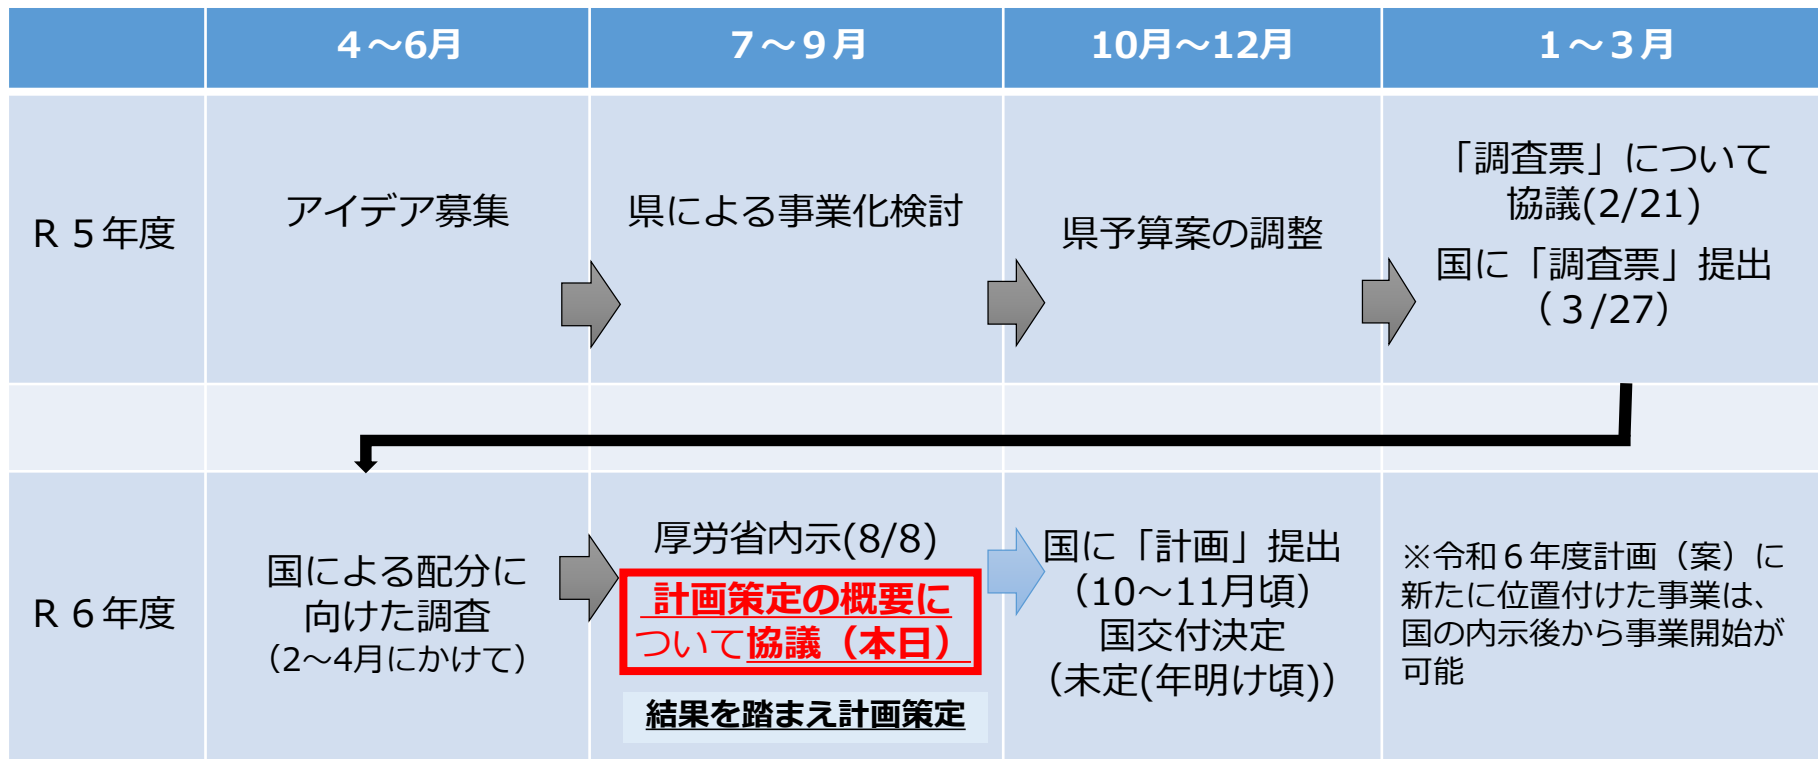 ４～6月
７～９月
10月～12月
１～３月
Ｒ５年度
アイデア募集
県による事業化検討
県予算案の調整
「調査票」について
協議(2/21)
国に「調査票」提出
（３/27）
Ｒ６年度
国による配分に
向けた調査
（2～4月にかけて）
厚労省内示(8/8)
計画策定の概要に
ついて協議（本日）
結果を踏まえ計画策定
国に「計画」提出
（10～11月頃）
国交付決定
（未定(年明け頃)）
※令和６年度計画（案）に
新たに位置付けた事業は、
国の内示後から事業開始が
可能